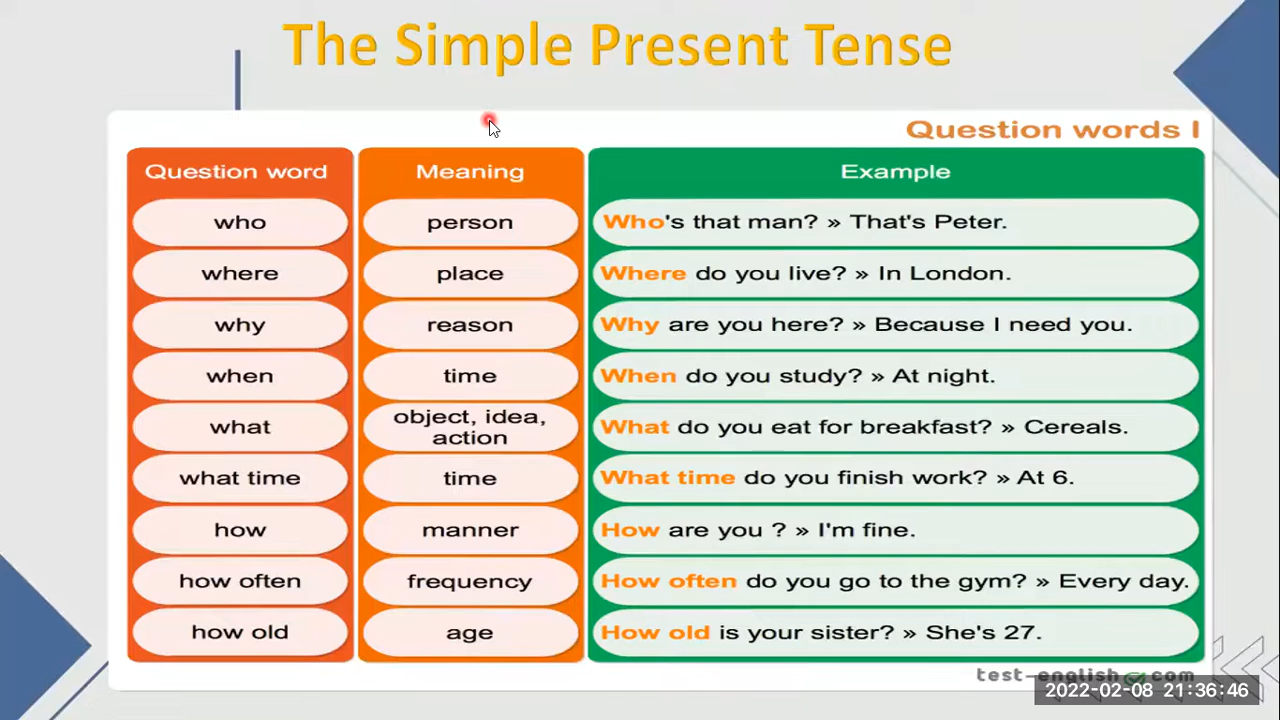 The Simple Present Tense
Question words I
Question word Meaning Example
who person Who's that man? » That's Peter.
where place Where do you live? » In London.
why reason Why are you here? » Because I need you.
when time When do you study? » At night.
what object, idea, action What do you eat for breakfast? » Cereals.
what time time What time do you finish work? » At 6.
how manner How are you ? » I'm fine.
how often frequency How often do you go to the gym? » Every day.
how old age How old is your sister? » She's 27.
test-english com
2022-02-08 21:36:46